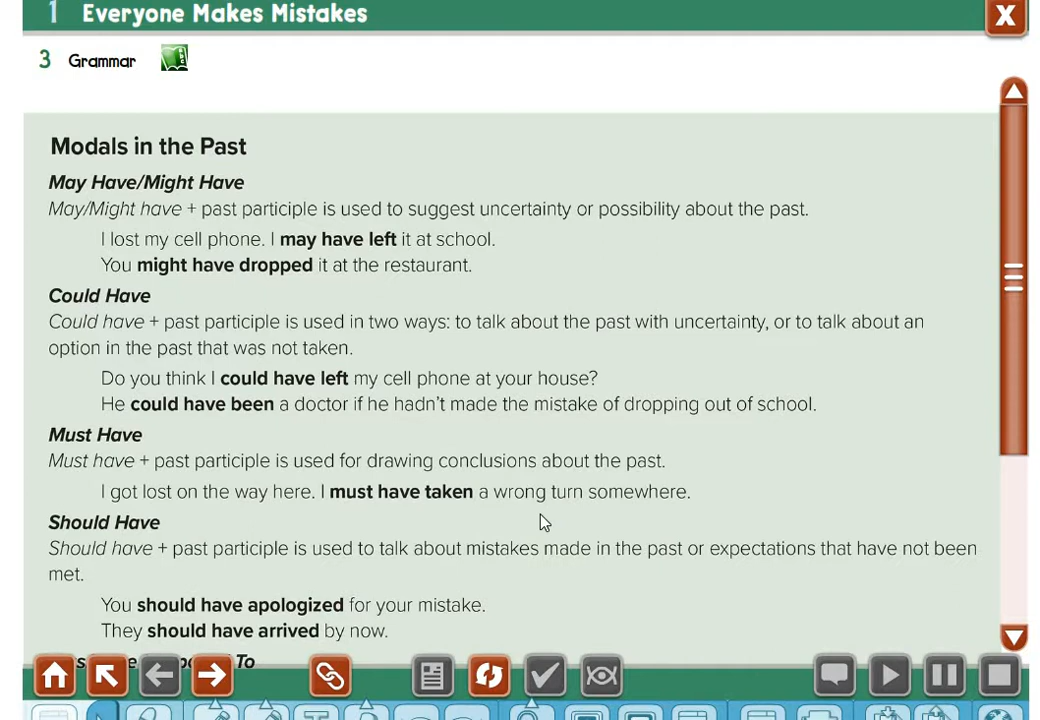 1 Everyone Makes Mistakes
X
3 Grammar
Modals in the Past
May Have/Might Have
May/Might have + past participle is used to suggest uncertainty or possibility about the past.
I lost my cell phone. I may have left it at school.
You might have dropped it at the restaurant.
Could Have
Could have + past participle is used in two ways: to talk about the past with uncertainty, or to talk about an
option in the past that was not taken.
Do you think I could have left my cell phone at your house?
He could have been a doctor if he hadn't made the mistake of dropping out of school.
Must Have
Must have + past participle is used for drawing conclusions about the past.
I got lost on the way here. I must have taken a wrong turn somewhere.
Should Have
Should have + past participle is used to talk about mistakes made in the past or expectations that have not been
met.
You should have apologized for your mistake.
They should have arrived by now.
To